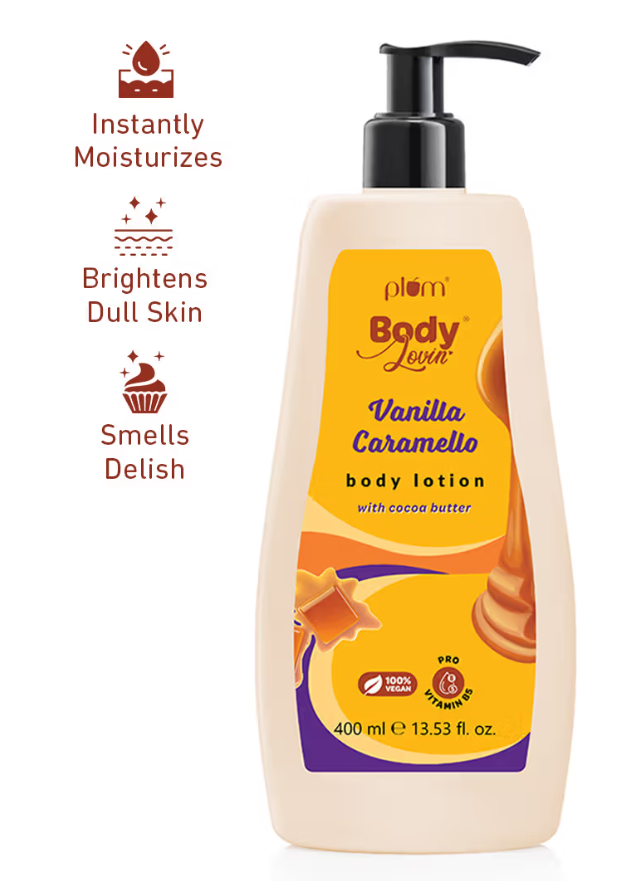 Instantly
Moisturizes
Brightens
Dull Skin
Smells
Delish
plum®
Body®
Lovin'
Vanilla
Caramello
body lotion
with cocoa butter
100%
VEGAN
PRO
VITAMIN B5
400 ml ℮ 13.53 fl. oz.